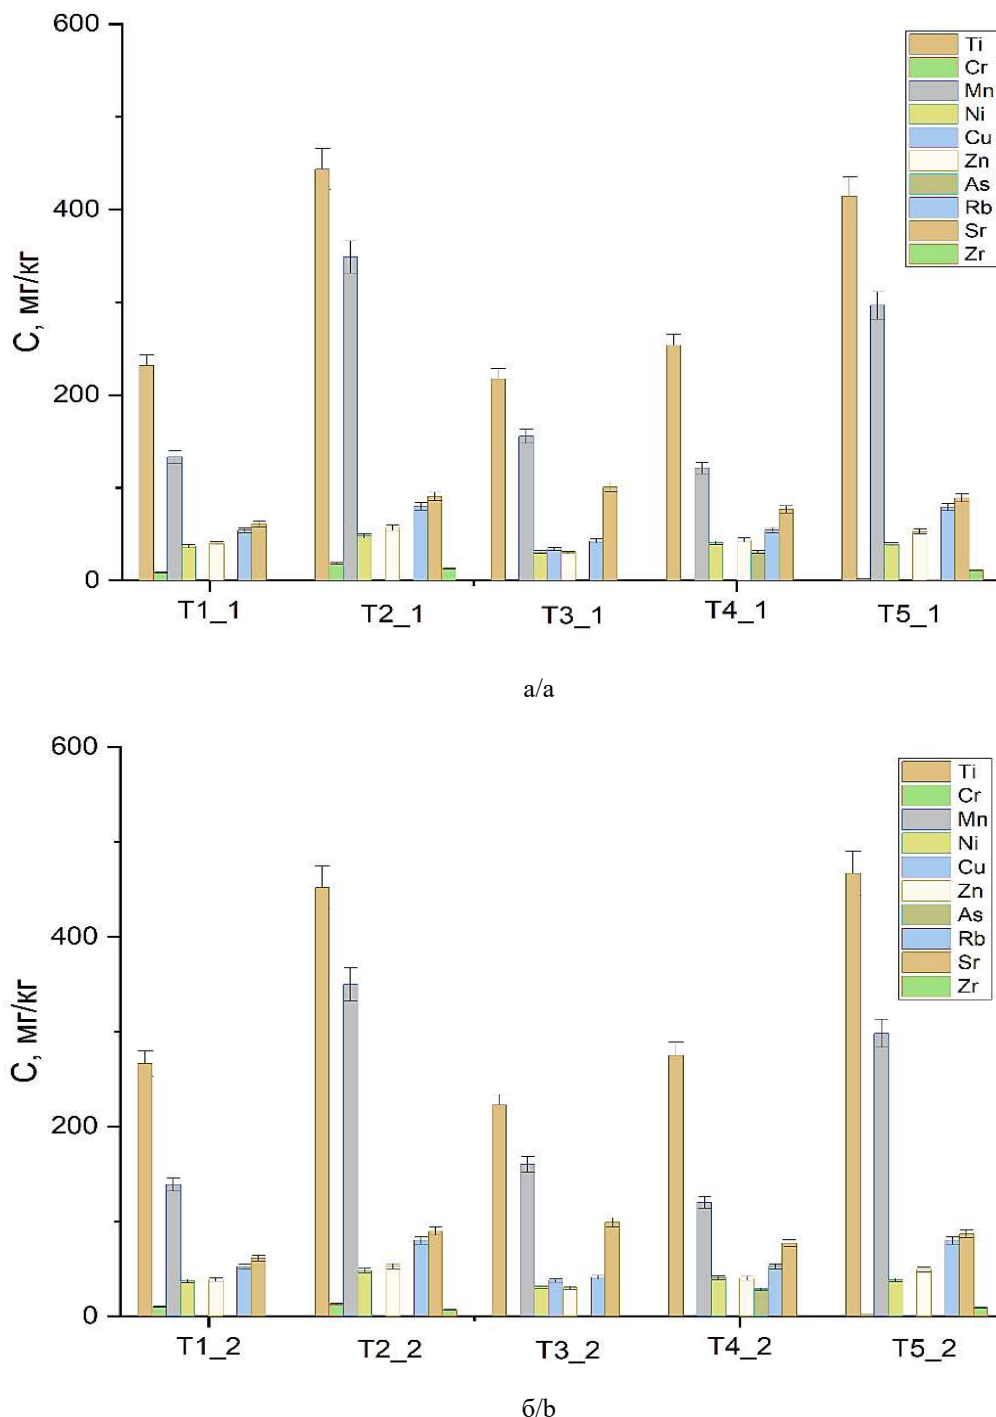 600
400
200
0
С, мг/кг
Ti
Cr
Mn
Ni
Cu
Zn
As
Rb
Sr
Zr
T1_1
T2_1
T3_1
T4_1
T5_1
а/a
600
400
200
0
С, мг/кг
Ti
Cr
Mn
Ni
Cu
Zn
As
Rb
Sr
Zr
T1_2
T2_2
T3_2
T4_2
T5_2
б/b